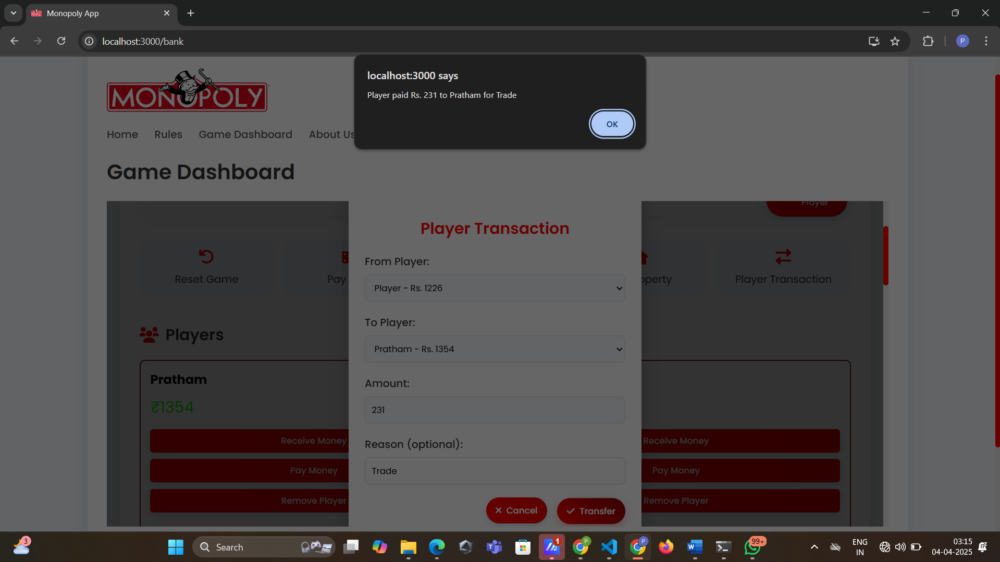 Monopoly App
localhost:3000/bank
P
localhost:3000 says
Player paid Rs. 231 to Pratham for Trade
OK
MONOPOLY
Home Rules Game Dashboard About Us
Game Dashboard
Player
Player Transaction
Reset Game Pay operty Player Transaction
From Player:
Player - Rs. 1226
To Player:
Pratham - Rs. 1354
Players
Pratham
₹1354
Amount:
231
Receive Money Receive Money
Reason (optional):
Pay Money Trade Pay Money
Remove Player Remove Player
Cancel Transfer
3
Search
1
P
P
99+
ENG
IN
03:15
04-04-2025